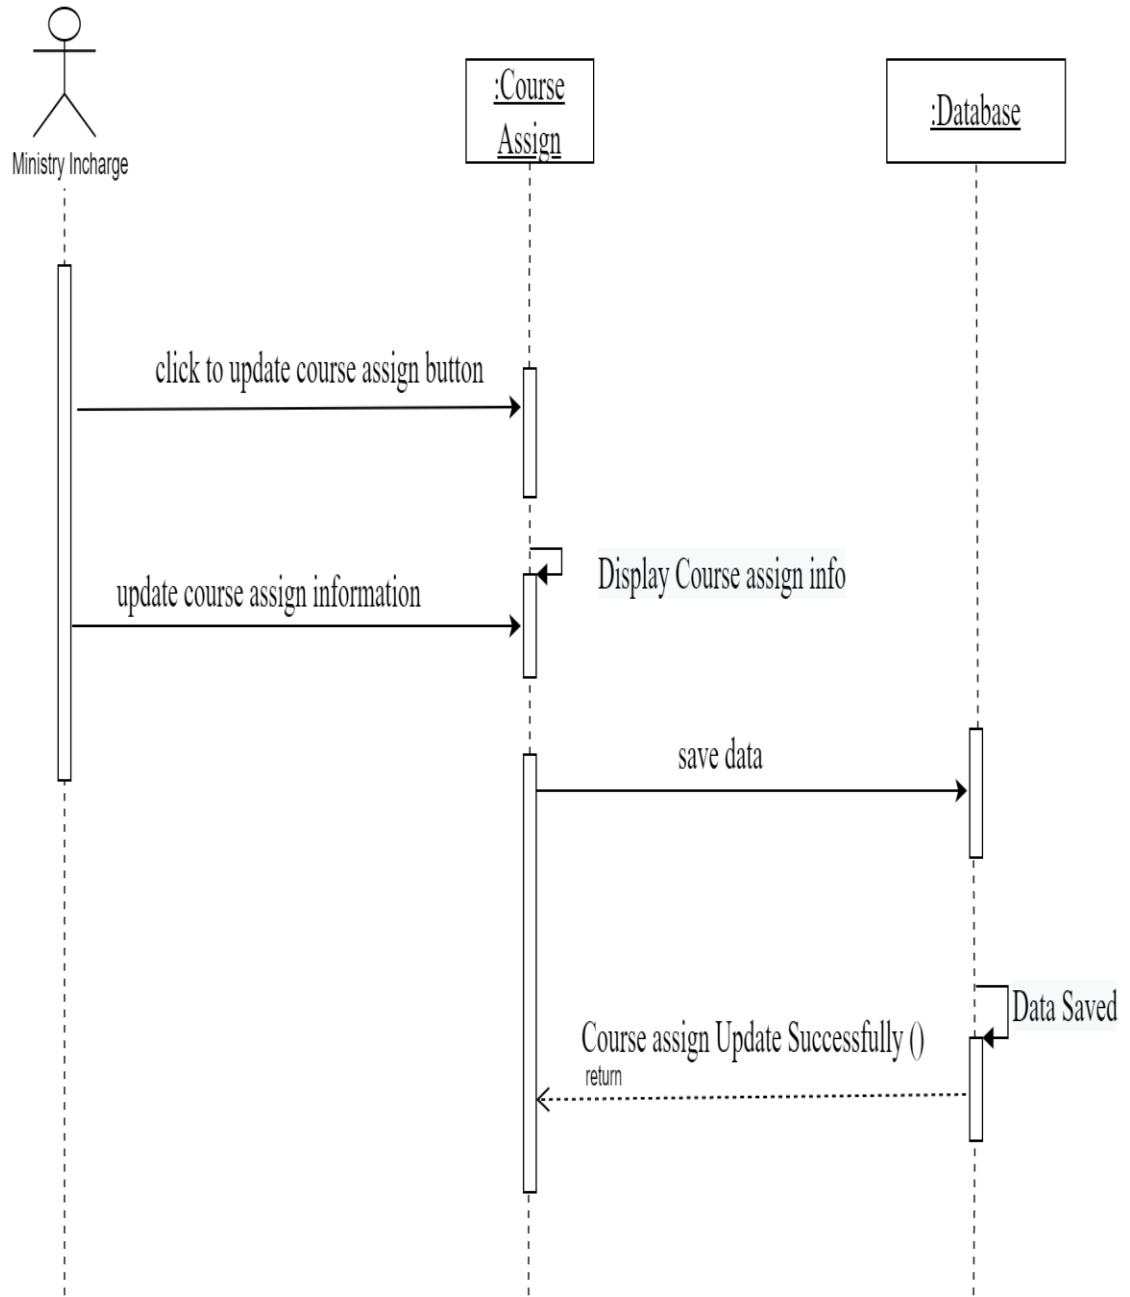 :Course
Assign
:Database
Ministry Incharge
click to update course assign button
Display Course assign info
update course assign information
save data
Data Saved
Course assign Update Successfully ()
return